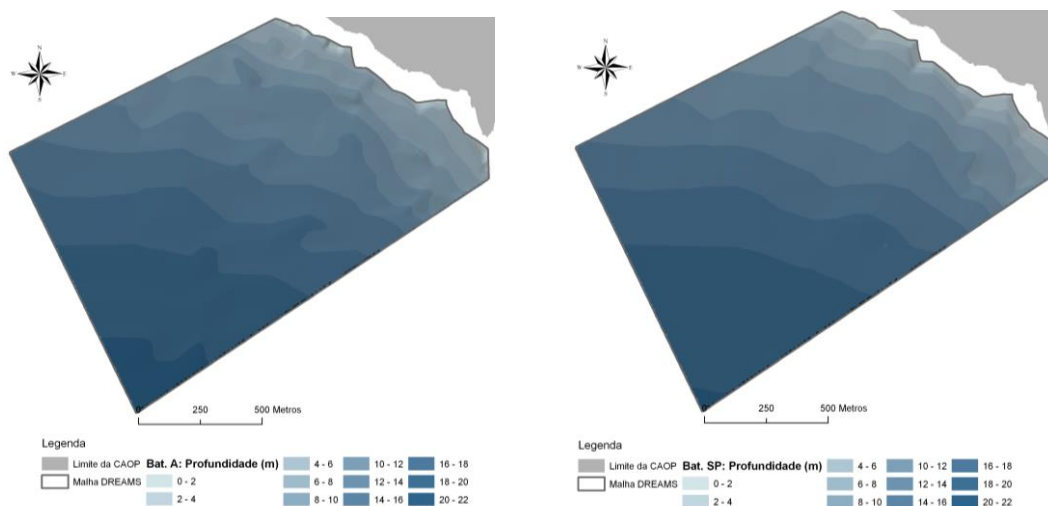 N
W E
S
0 250 500 Metros
Legenda
Limite da CAOP
Malha DREAMS
Bat. A: Profundidade (m)
0 - 2
2 - 4
4 - 6
6 - 8
8 - 10
10 - 12
12 - 14
14 - 16
16 - 18
18 - 20
20 - 22
N
W E
S
0 250 500 Metros
Legenda
Limite da CAOP
Malha DREAMS
Bat. SP: Profundidade (m)
0 - 2
2 - 4
4 - 6
6 - 8
8 - 10
10 - 12
12 - 14
14 - 16
16 - 18
18 - 20
20 - 22